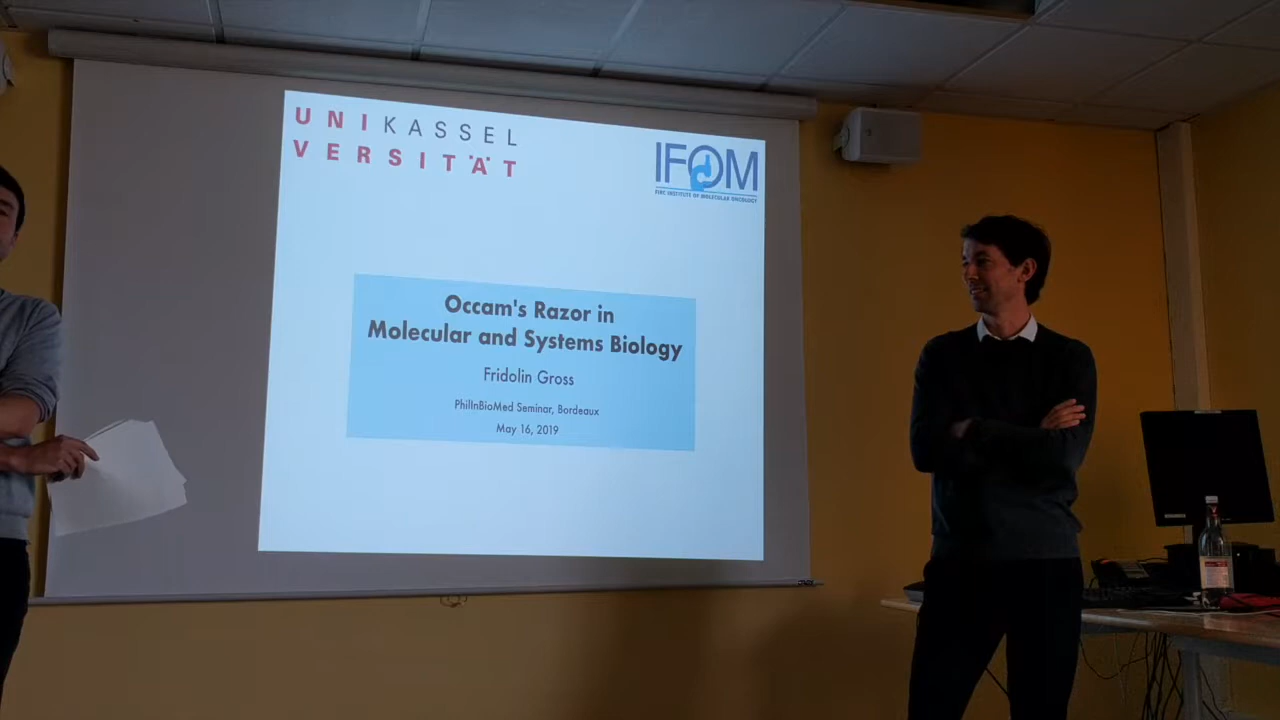 UNIKASSEL
VERSITÄT
IFOM
FIRC INSTITUTE OF MOLECULAR ONCOLOGY
Occam's Razor in
Molecular and Systems Biology
Fridolin Gross
PhilInBioMed Seminar, Bordeaux
May 16, 2019